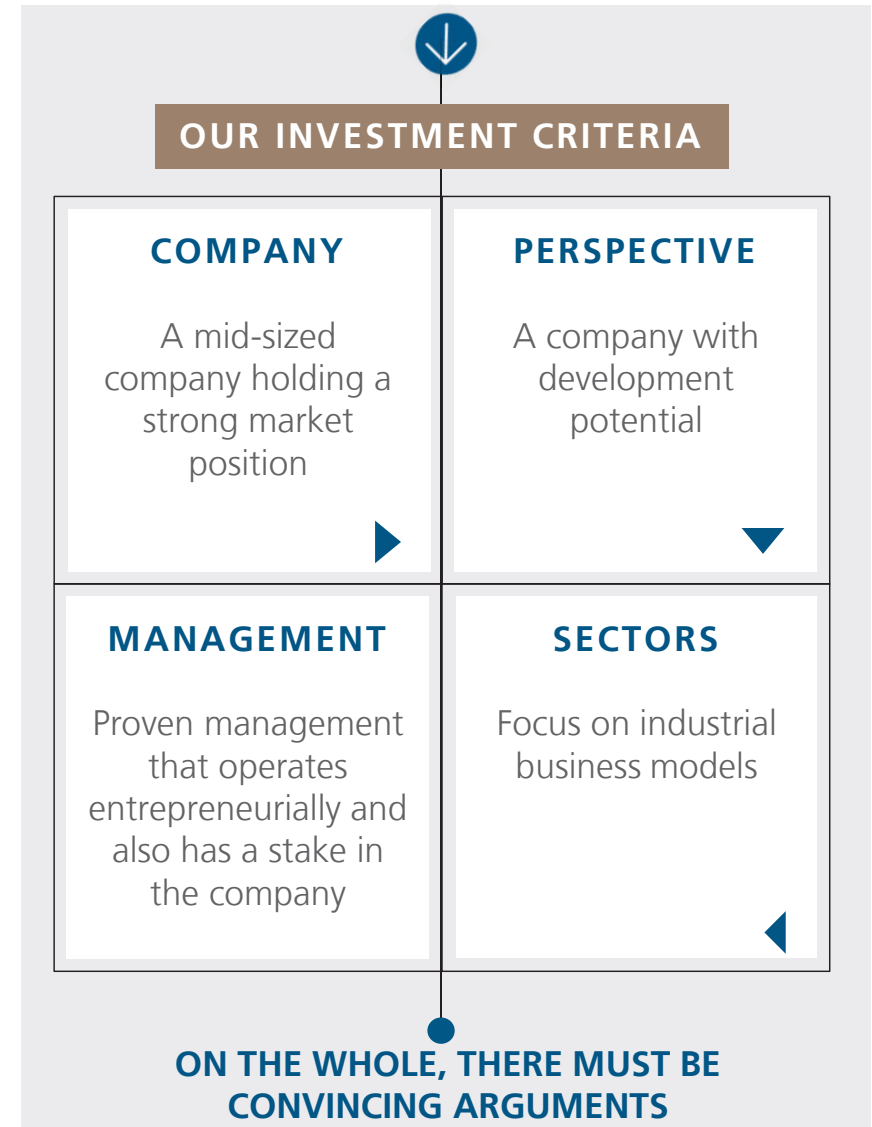 OUR INVESTMENT CRITERIA
COMPANY
A mid-sized
company holding a
strong market
position
PERSPECTIVE
A company with
development
potential
SECTORS
Focus on industrial
business models
MANAGEMENT
Proven management
that operates
entrepreneurially and
also has a stake in
the company
ON THE WHOLE, THERE MUST BE
CONVINCING ARGUMENTS